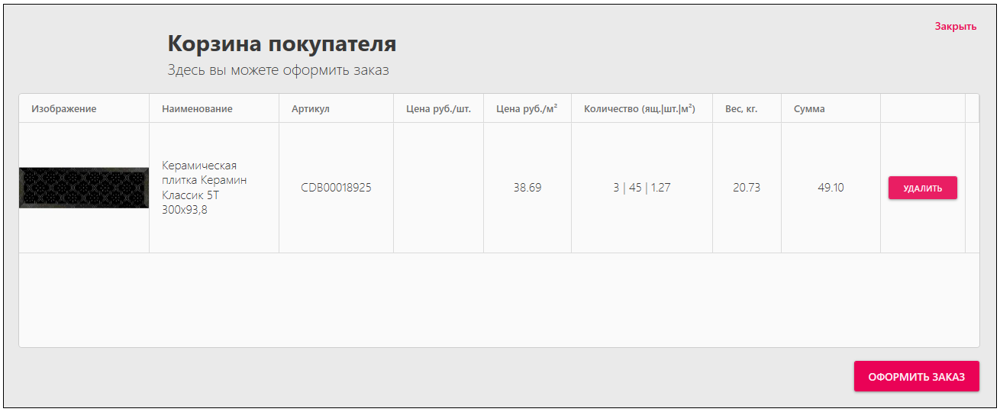 Закрыть
Корзина покупателя
Здесь вы можете оформить заказ
Изображение Наименование Артикул Цена руб./шт. Цена руб./м² Количество (ящ.|шт.|м²) Вес, кг. Сумма
Керамическая
плитка Керамин
Классик 5Т
300х93,8
CDB00018925 38.69 3 | 45 | 1.27 20.73 49.10 УДАЛИТЬ
ОФОРМИТЬ ЗАКАЗ